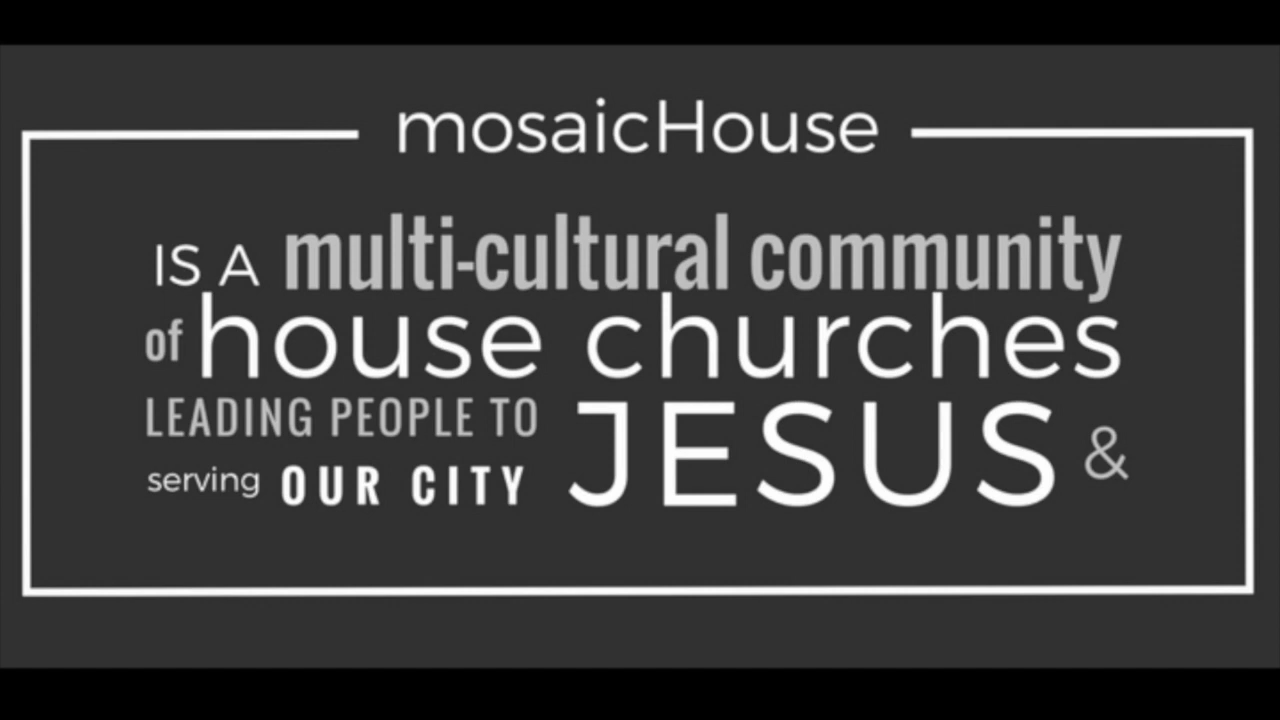 mosaicHouse
IS A multi-cultural community
of house churches
LEADING PEOPLE TO JESUS &
serving OUR CITY